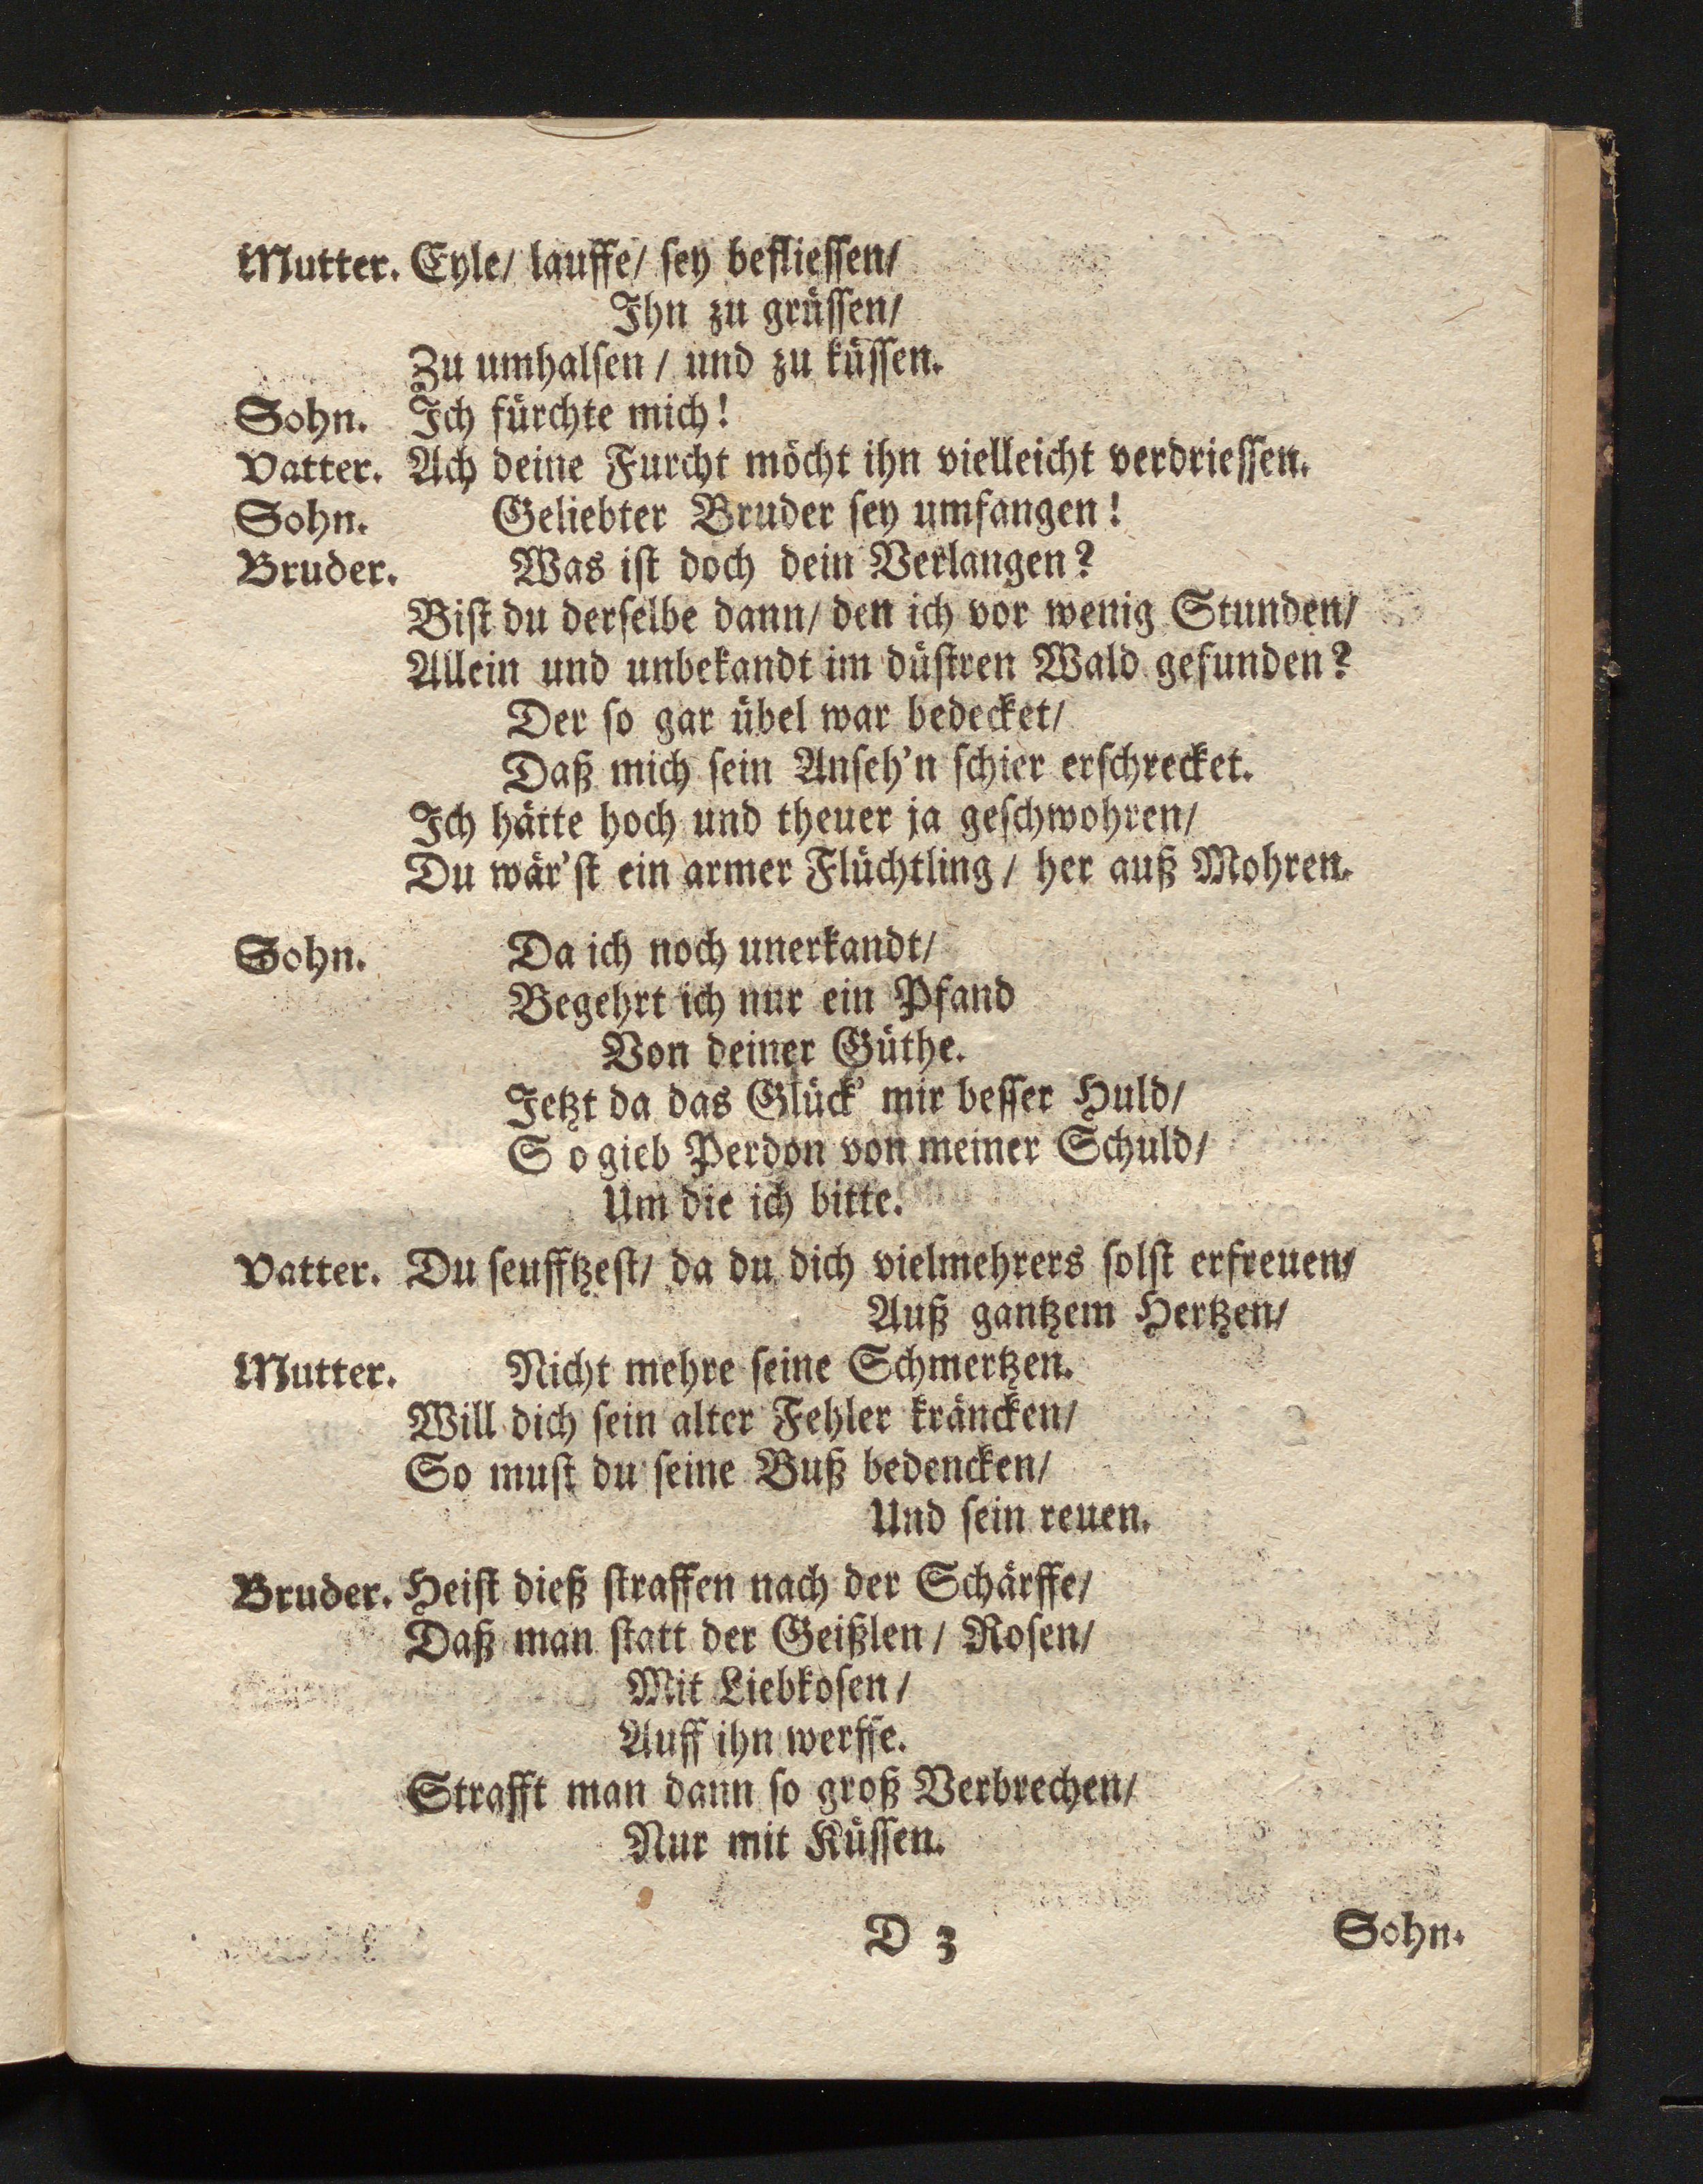 Mutter. Eyle/ lauffe/ ſey befliеſſen/
Ihn zu grüſſen/
Zu umhalſen / und zu küſſen.
Sohn. Ich fürchte mich!
Vatter. Ach deine Furcht möcht ihn vielleicht verdrieſſen.
Sohn. Geliebter Bruder ſey umfangen!
Bruder. Was iſt doch dein Verlangen?
Biſt du derſelbe dann/ den ich vor wenig Stunden/
Allein und unbekandt im düſtren Wald gefunden?
Der ſo gar übel war bedecket/
Daß mich ſein Anſeh'n ſchier erſchrecket.
Ich hätte hoch und theuer ja geſchwohren/
Du wär'ſt ein armer Flüchtling / her auß Mohren.
Sohn. Da ich noch unerkandt/
Begehrt ich nur ein Pfand
Von deiner Güthe.
Jetzt da das Glück' mir beſſer Huld/
S o gieb Perdon von meiner Schuld/
Um die ich bitte.
Vatter. Du ſeufftzeſt/ da du dich vielmehrers ſolſt erfreuen/
Auß gantzem Hertzen/
Mutter. Nicht mehre ſeine Schmertzen.
Will dich ſein alter Fehler kräncken/
So muſt du ſeine Buß bedencken/
Und ſein reuen.
Bruder. Heiſt dieß ſtraffen nach der Schärffe/
Daß man ſtatt der Geißlen / Roſen/
Mit Liebkoſen /
Auff ihn werffe.
Strafft man dann ſo groß Verbrechen/
Nur mit Küſſen.
D 3 Sohn.